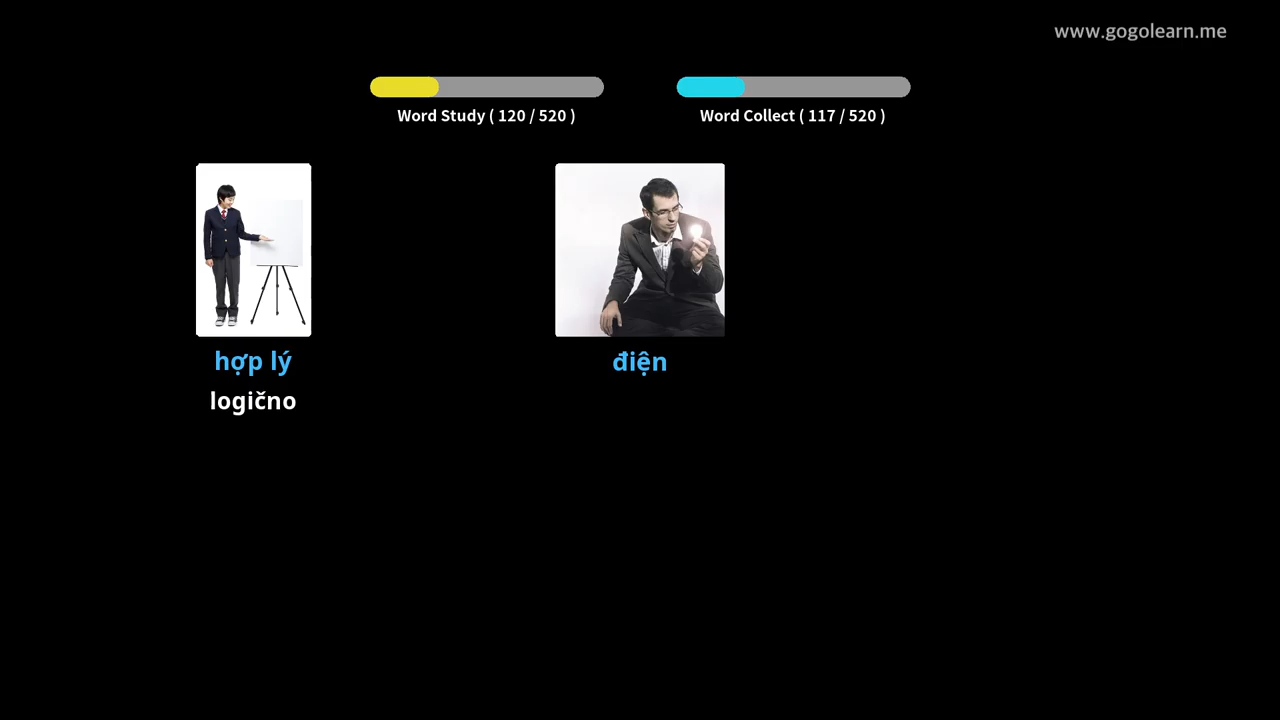 www.gogolearn.me
Word Study ( 120 / 520 )
Word Collect ( 117 / 520 )
hợp lý
logično
điện